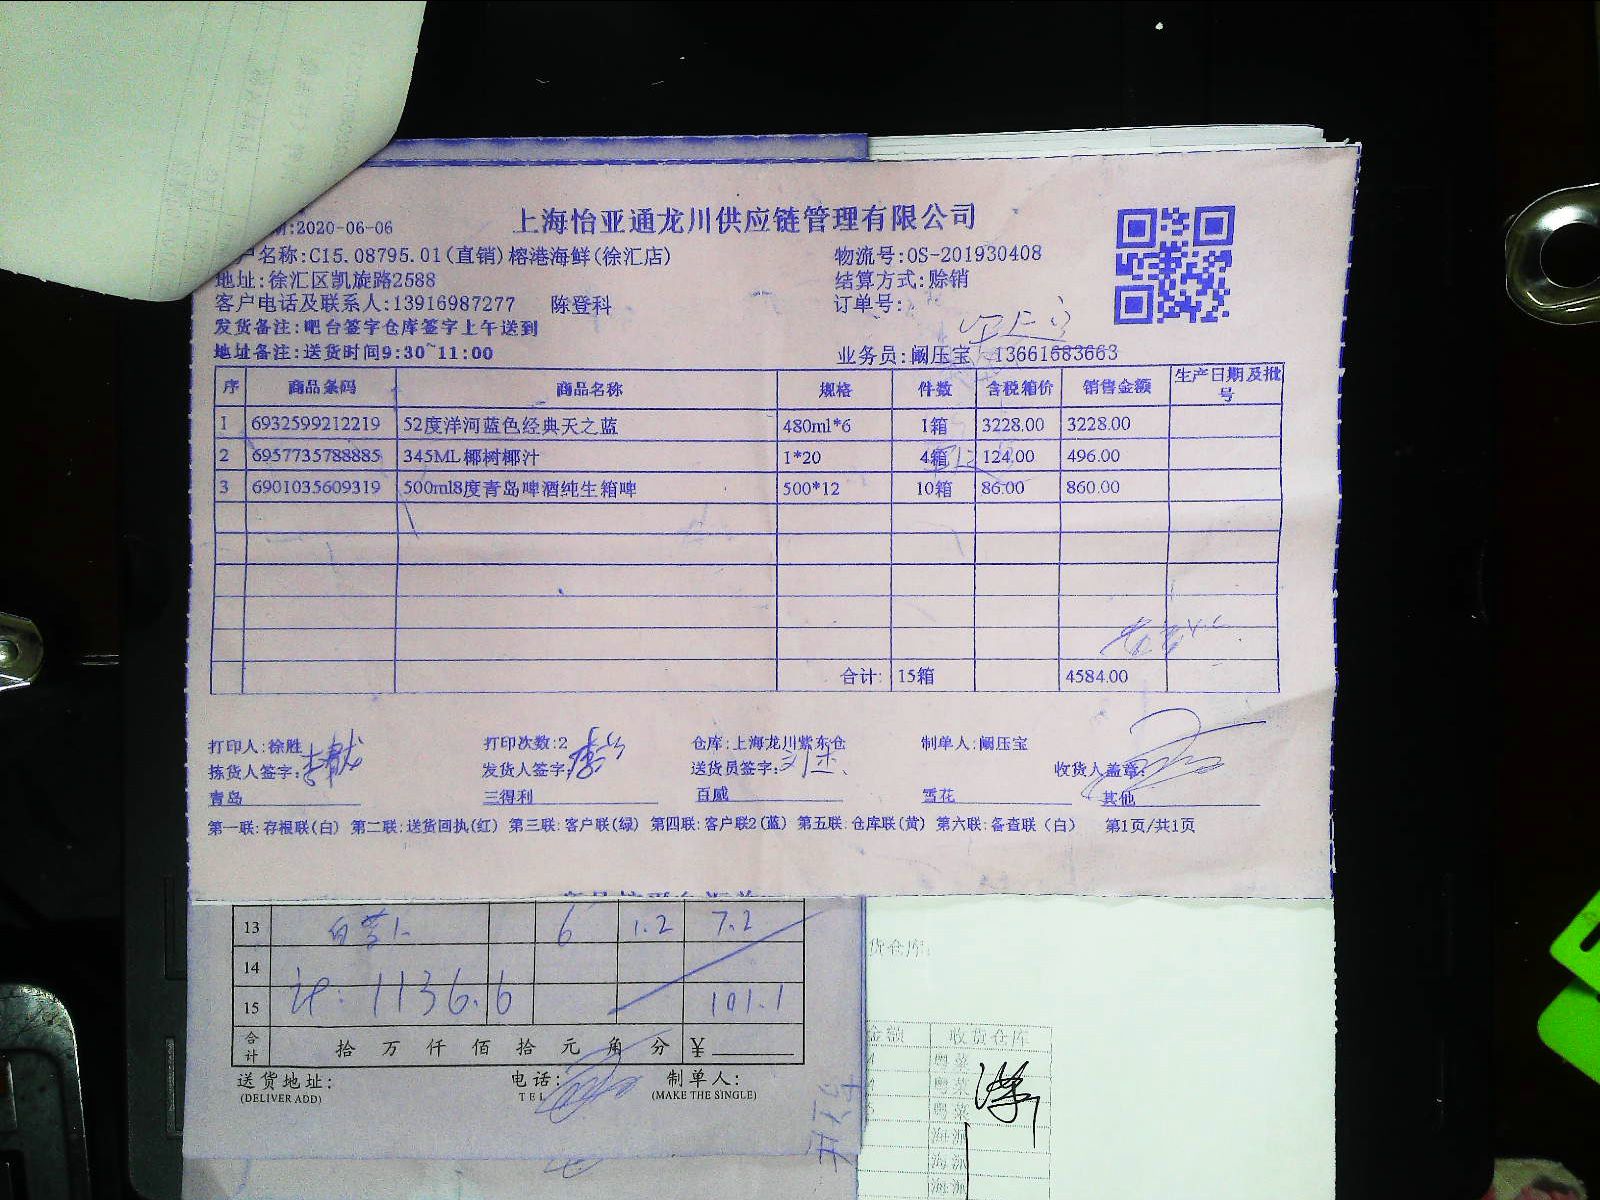 上海怡亚通龙川供应链管理有限公司
:2020-06-06
户名称:C15.08795.01(直销)榕港海鲜(徐汇店)
物流号:OS-201930408
地址:徐汇区凯旋路2588
结算方式:赊销
客户电话及联系人:13916987277 陈登科
订单号:
发货备注:吧台签字仓库签字上午送到
地址备注:送货时间9:30~11:00
业务员:阚压宝 13661683663
序 商品条码 商品名称 规格 件数 含税箱价 销售金额 生产日期及批号
1 6932599212219 52度洋河蓝色经典天之蓝 480ml*6 1箱 3228.00 3228.00
2 6957735788885 345ML椰树椰汁 1*20 4箱 124.00 496.00
3 6901035609319 500ml8度青岛啤酒纯生箱啤 500*12 10箱 86.00 860.00
合计: 15箱 4584.00
打印人:徐胜 打印次数:2 仓库:上海龙川紫东仓 制单人:阚压宝
拣货人签字: 发货人签字: 送货员签字: 收货人盖章:
青岛 三得利 百威 雪花 其他
第一联:存根联(白) 第二联:送货回执(红) 第三联:客户联(绿) 第四联:客户联2(蓝) 第五联:仓库联(黄) 第六联:备查联（白） 第1页/共1页
13 6 1.2 7.2
14
15 计: 1136.6 101.1
合计 拾 万 仟 佰 拾 元 角 分 ¥
送货地址: 电话: 制单人:
(DELIVER ADD) TEL (MAKE THE SINGLE)
货仓库:
金额 收货仓库
粤菜
粤菜
粤菜
海派
海派
海派